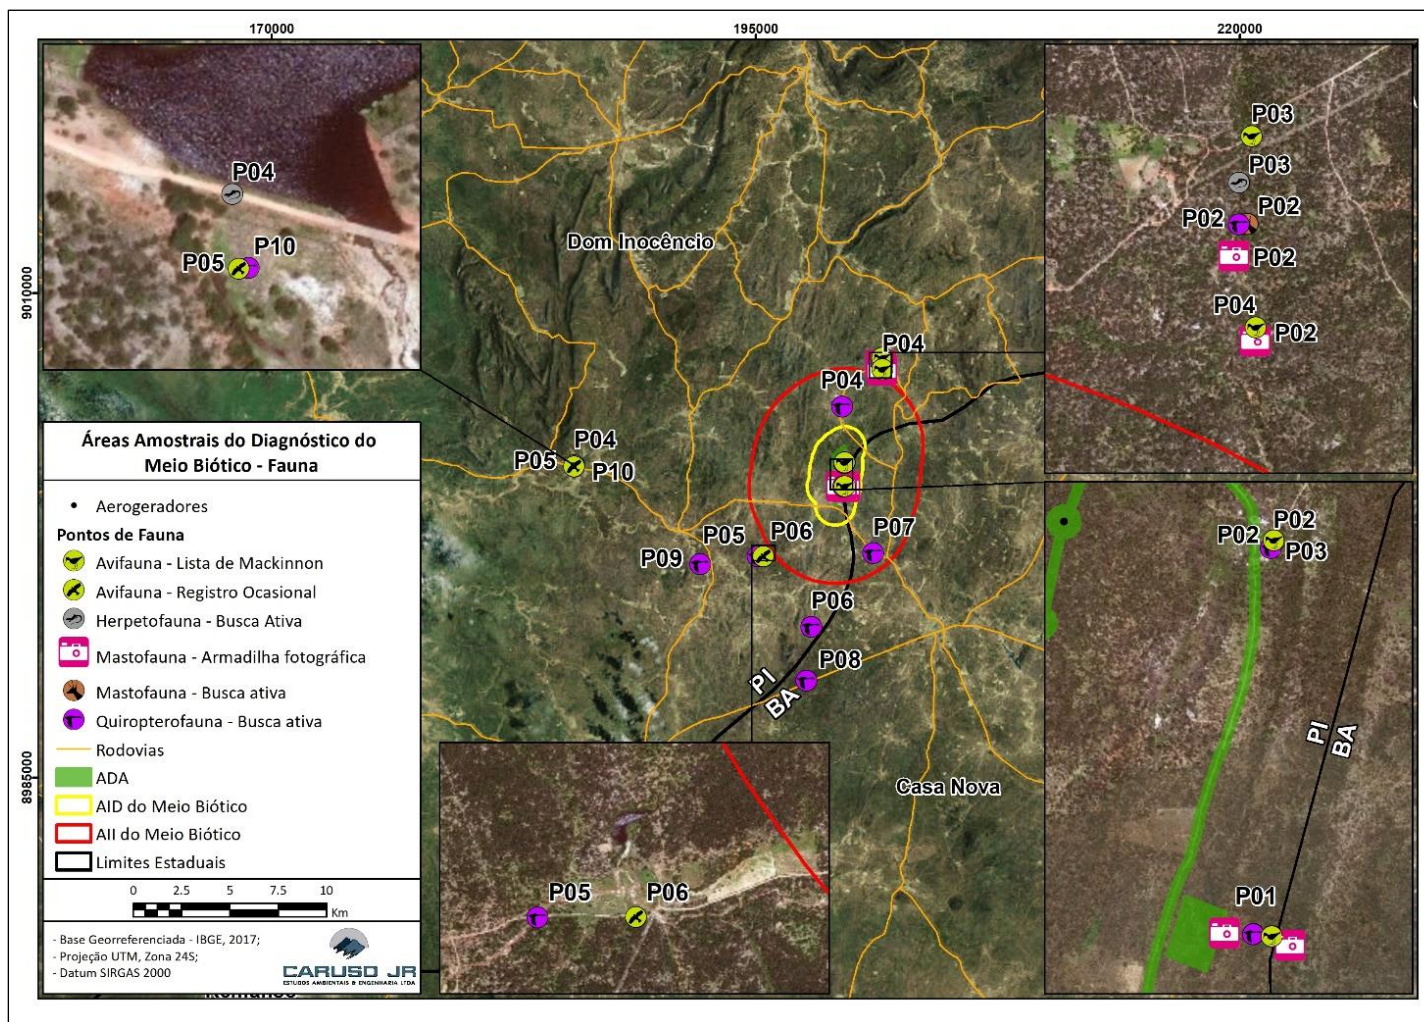 170000
195000
220000
9010000
8985000
P04
P05
P10
P03
P03
P02
P02
P02
P04
P02
Dom Inocêncio
P04
P04
P04
P05
P10
P05
P06
P07
P09
P06
P08
PI
BA
Casa Nova
P02
P02
P03
PI
BA
P01
P05
P06
Áreas Amostrais do Diagnóstico do
Meio Biótico - Fauna
Aerogeradores
Pontos de Fauna
Avifauna - Lista de Mackinnon
Avifauna - Registro Ocasional
Herpetofauna - Busca Ativa
Mastofauna - Armadilha fotográfica
Mastofauna - Busca ativa
Quiropterofauna - Busca ativa
Rodovias
ADA
AID do Meio Biótico
AII do Meio Biótico
Limites Estaduais
0 2.5 5 7.5 10
Km
- Base Georreferenciada - IBGE, 2017;
- Projeção UTM, Zona 24S;
- Datum SIRGAS 2000
CARUSO JR
ESTUDOS AMBIENTAIS & ENGENHARIA LTDA